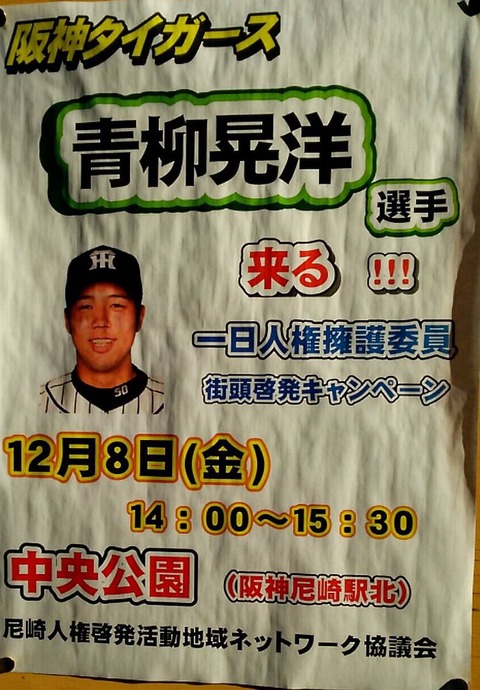 阪神タイガース
青柳晃洋
選手
来る !!!
一日人権擁護委員
街頭啓発キャンペーン
50
12月8日(金)
14：00～15：30
中央公園 (阪神尼崎駅北)
尼崎人権啓発活動地域ネットワーク協議会